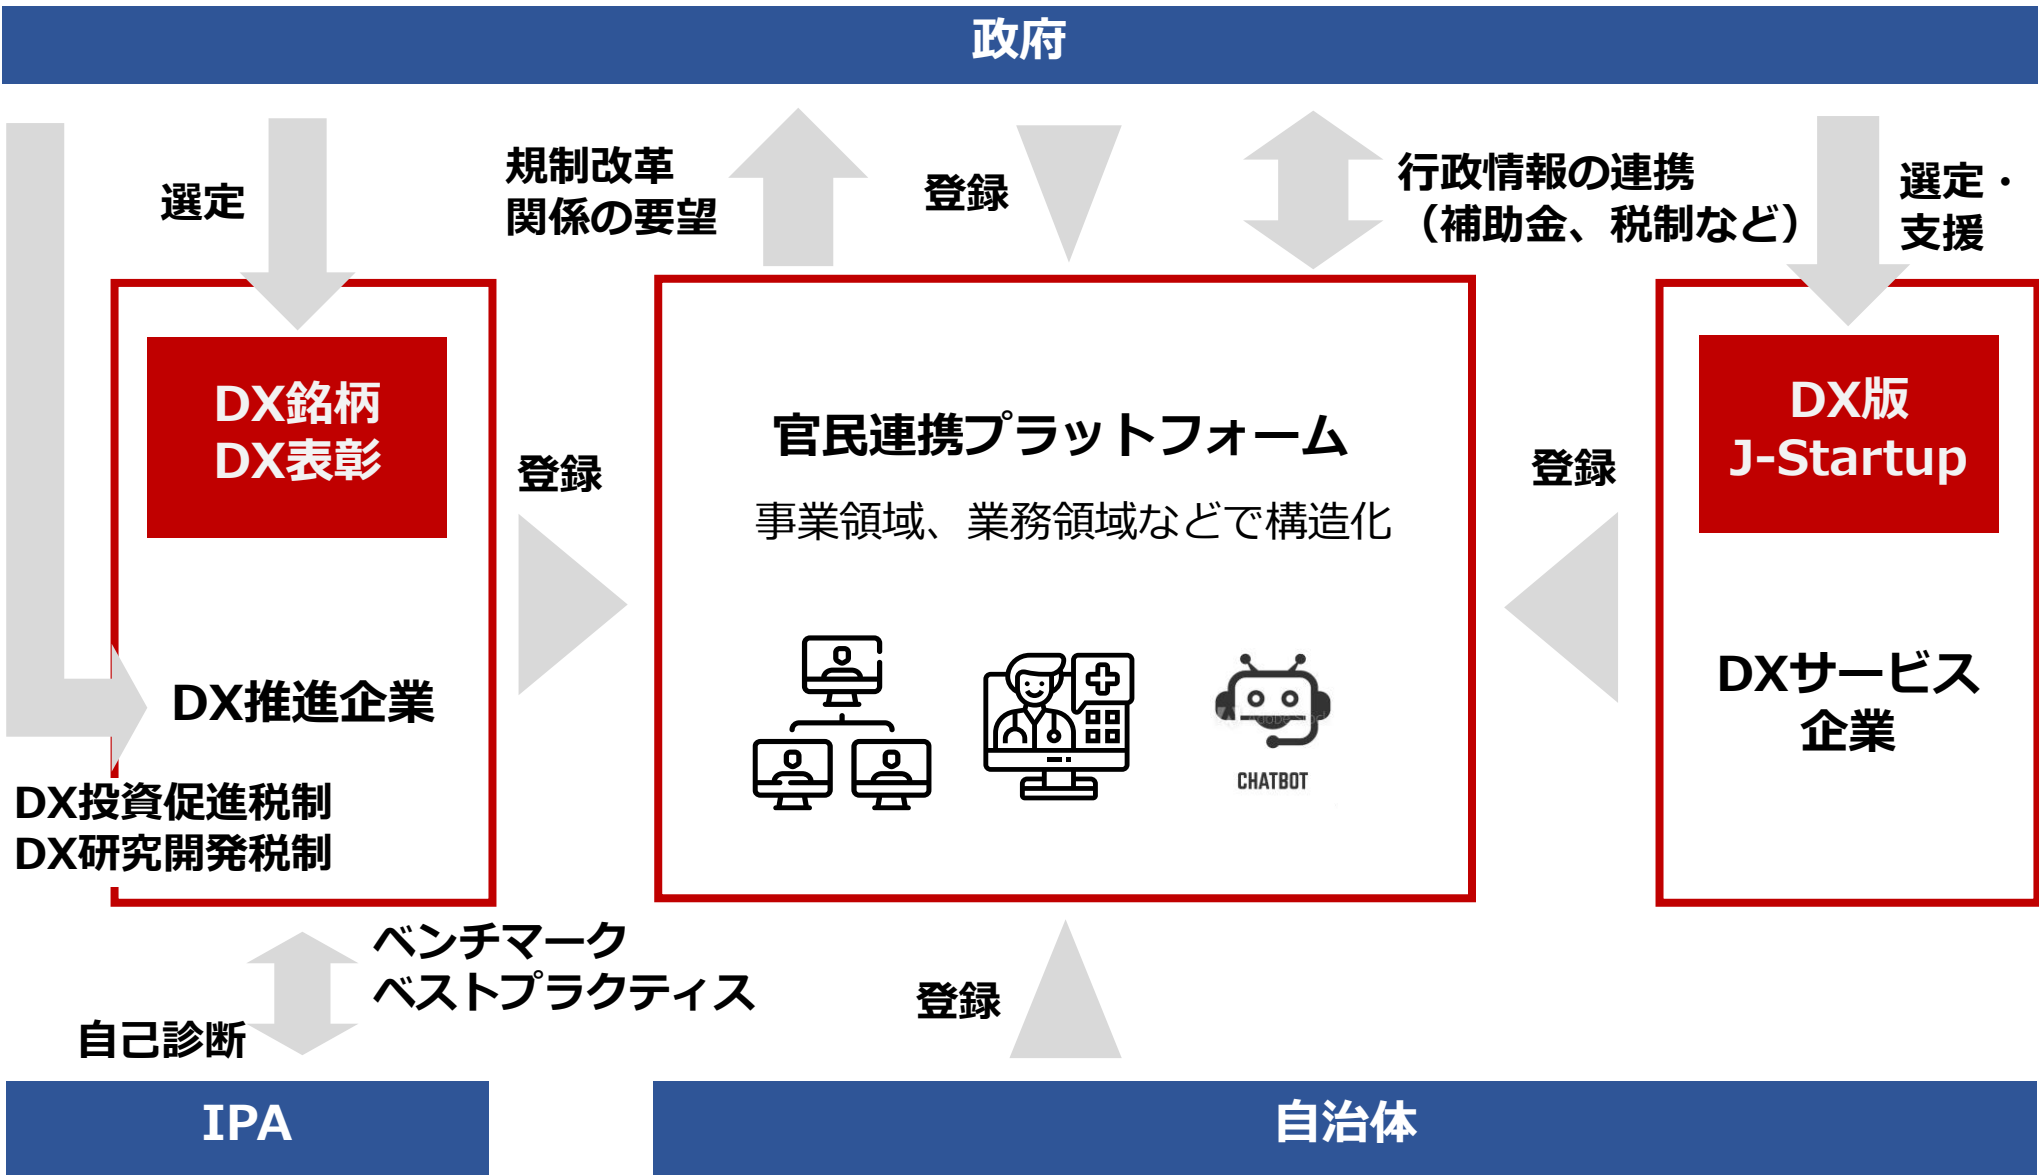 政府
選定
規制改革
関係の要望
登録
行政情報の連携
（補助金、税制など）
選定・
支援
DX銘柄
DX表彰
登録
官民連携プラットフォーム
事業領域、業務領域などで構造化
登録
DX版
J-Startup
DX推進企業
DXサービス
企業
Adobe Stock
CHATBOT
DX投資促進税制
DX研究開発税制
ベンチマーク
ベストプラクティス
自己診断
登録
IPA
自治体